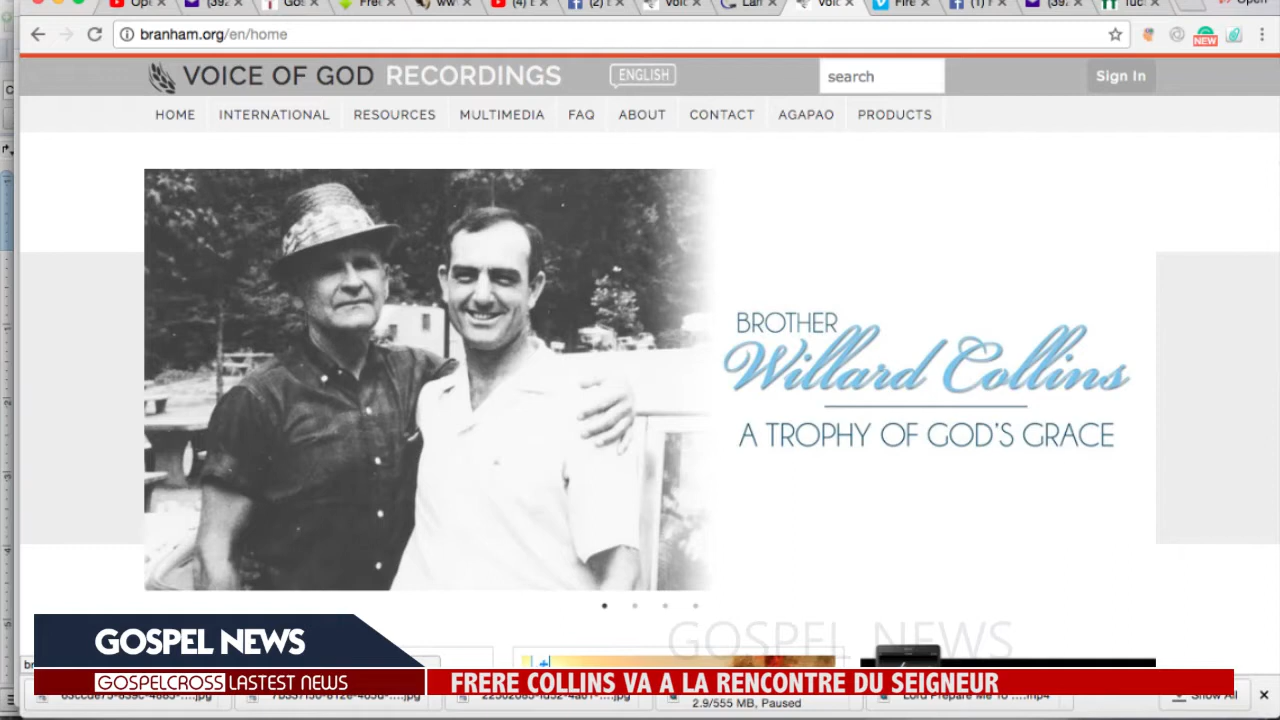 branham.org/en/home
NEW
VOICE OF GOD RECORDINGS
ENGLISH
search
Sign In
HOME INTERNATIONAL RESOURCES MULTIMEDIA FAQ ABOUT CONTACT AGAPAO PRODUCTS
BROTHER
Willard Collins
A TROPHY OF GOD'S GRACE
GOSPEL NEWS
GOSPEL NEWS
GOSPELCROSS LASTEST NEWS
FRERE COLLINS VA A LA RENCONTRE DU SEIGNEUR
2.9/555 MB, Paused
Show All